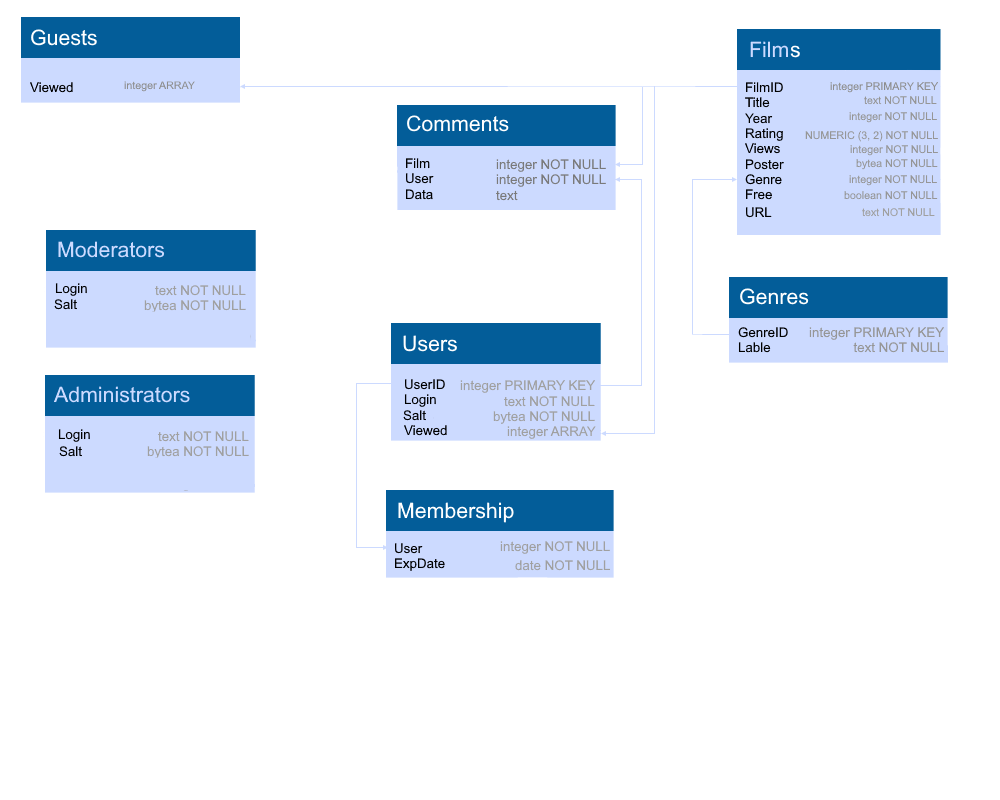 Guests
Viewed integer ARRAY
Films
FilmID integer PRIMARY KEY
Title text NOT NULL
Year integer NOT NULL
Rating NUMERIC (3, 2) NOT NULL
Views integer NOT NULL
Poster bytea NOT NULL
Genre integer NOT NULL
Free boolean NOT NULL
URL text NOT NULL
Comments
Film integer NOT NULL
User integer NOT NULL
Data text
Moderators
Login text NOT NULL
Salt bytea NOT NULL
Genres
GenreID integer PRIMARY KEY
Lable text NOT NULL
Users
UserID integer PRIMARY KEY
Login text NOT NULL
Salt bytea NOT NULL
Viewed integer ARRAY
Administrators
Login text NOT NULL
Salt bytea NOT NULL
Membership
User integer NOT NULL
ExpDate date NOT NULL